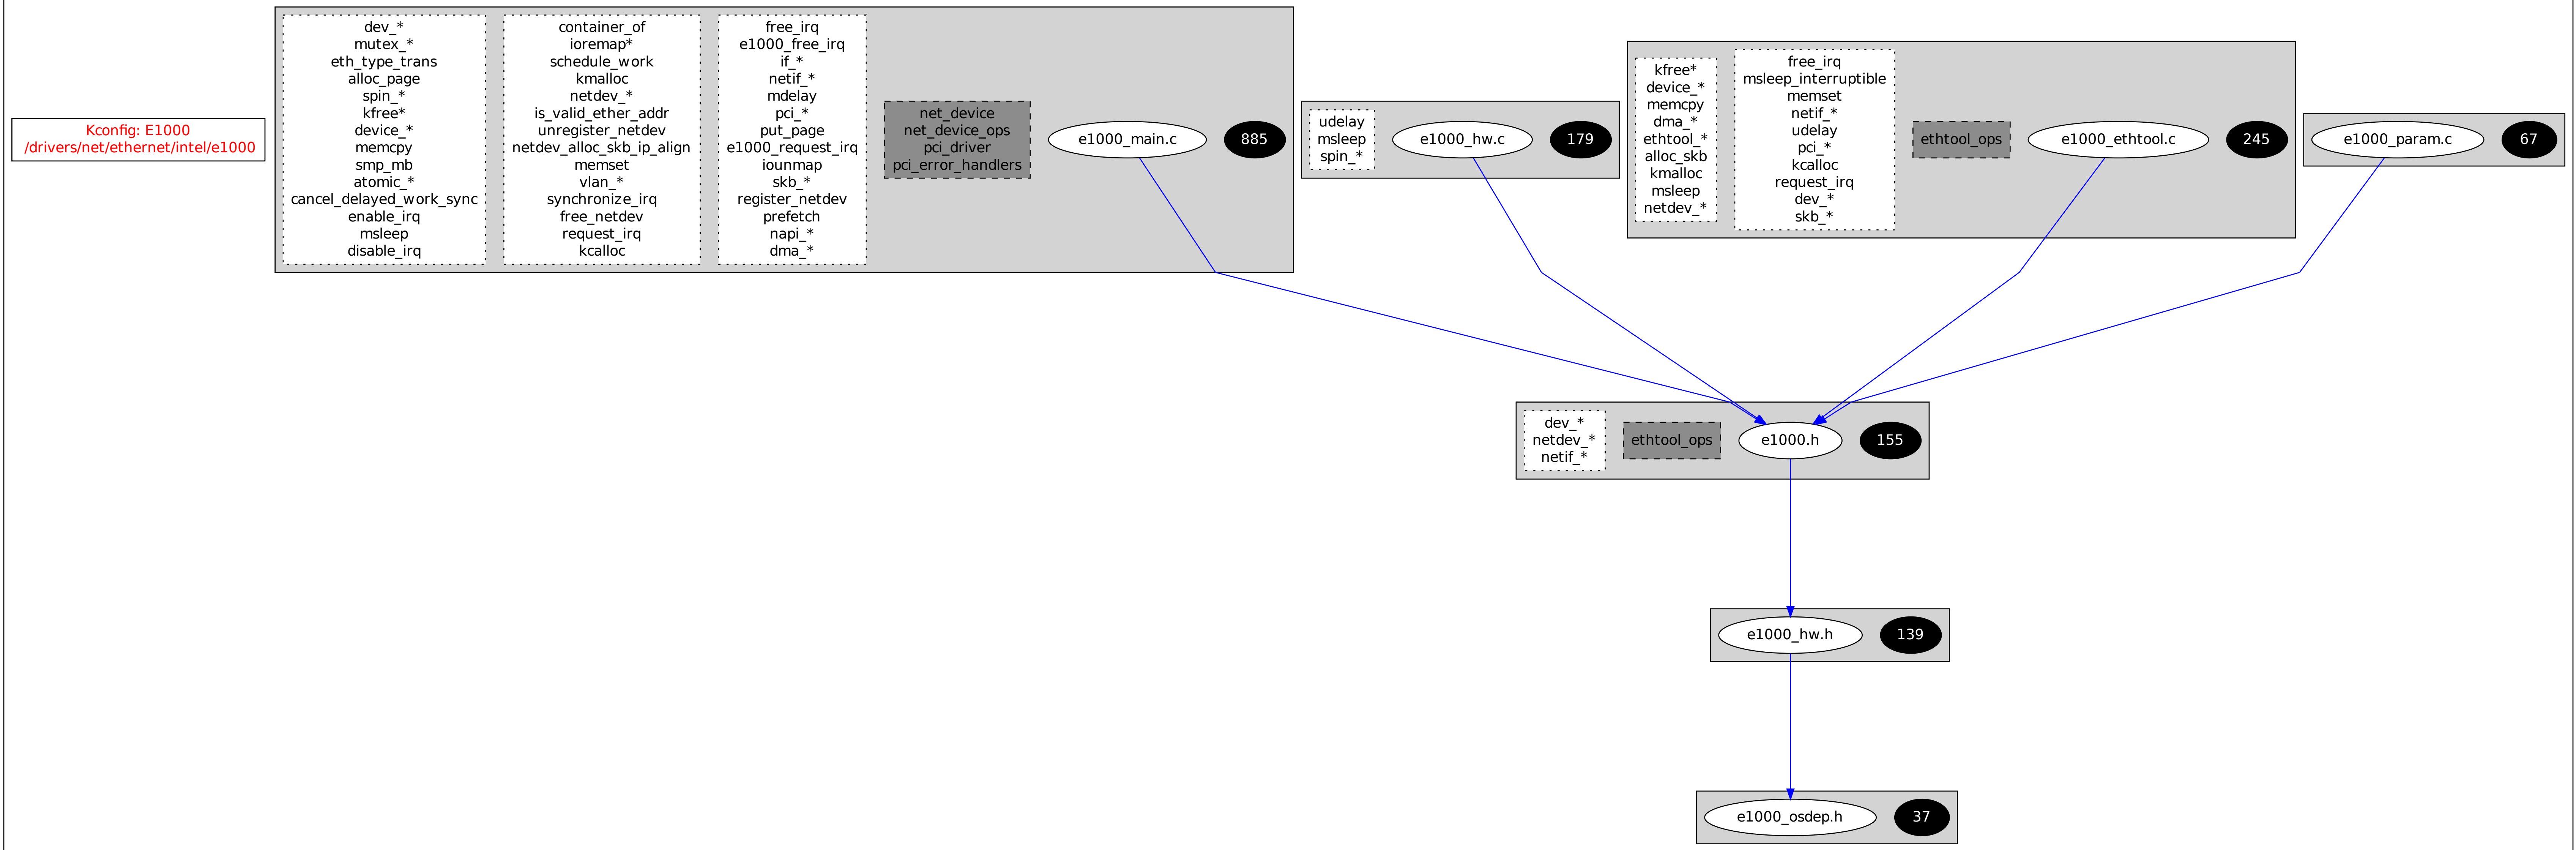 Kconfig: E1000
/drivers/net/ethernet/intel/e1000
dev_*
mutex_*
eth_type_trans
alloc_page
spin_*
kfree*
device_*
memcpy
smp_mb
atomic_*
cancel_delayed_work_sync
enable_irq
msleep
disable_irq
container_of
ioremap*
schedule_work
kmalloc
netdev_*
is_valid_ether_addr
unregister_netdev
netdev_alloc_skb_ip_align
memset
vlan_*
synchronize_irq
free_netdev
request_irq
kcalloc
free_irq
e1000_free_irq
if_*
netif_*
mdelay
pci_*
put_page
e1000_request_irq
iounmap
skb_*
register_netdev
prefetch
napi_*
dma_*
net_device
net_device_ops
pci_driver
pci_error_handlers
e1000_main.c
885
udelay
msleep
spin_*
e1000_hw.c
179
kfree*
device_*
memcpy
dma_*
ethtool_*
alloc_skb
kmalloc
msleep
netdev_*
free_irq
msleep_interruptible
memset
netif_*
udelay
pci_*
kcalloc
request_irq
dev_*
skb_*
ethtool_ops
e1000_ethtool.c
245
e1000_param.c
67
dev_*
netdev_*
netif_*
ethtool_ops
e1000.h
155
e1000_hw.h
139
e1000_osdep.h
37